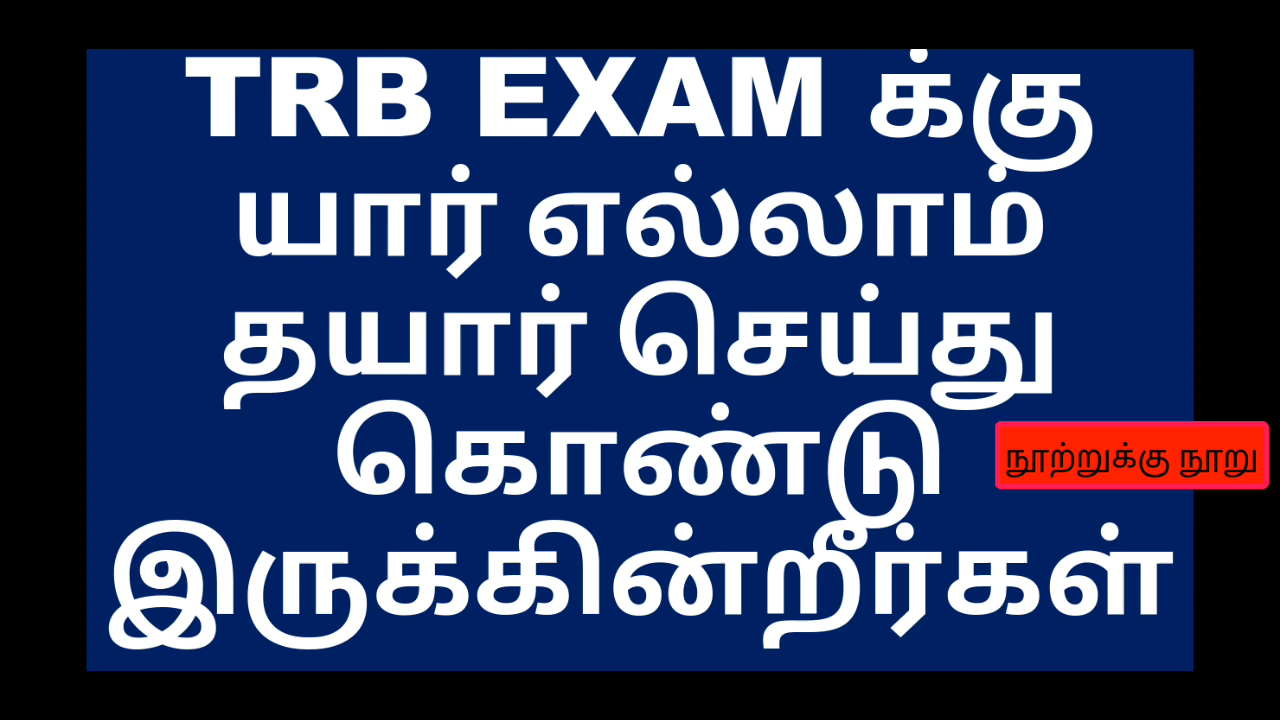 TRB EXAM க்கு
யார் எல்லாம்
தயார் செய்து
கொண்டு
இருக்கின்றீர்கள்
நூற்றுக்கு நூறு